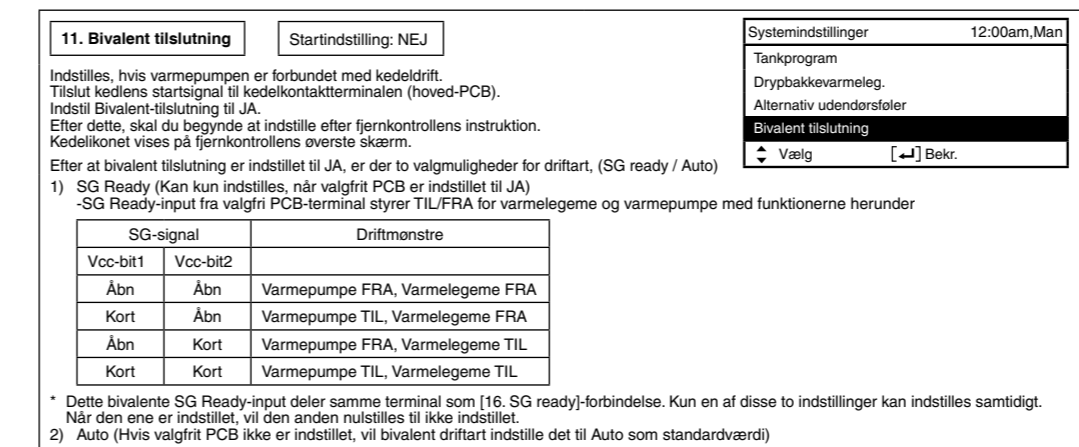 11. Bivalent tilslutning
Startindstilling: NEJ
Indstilles, hvis varmepumpen er forbundet med kedeldrift.
Tilslut kedlens startsignal til kedelkontaktterminalen (hoved-PCB).
Indstil Bivalent-tilslutning til JA.
Efter dette, skal du begynde at indstille efter fjernkontrollens instruktion.
Kedelikonet vises på fjernkontrollens øverste skærm.
Systemindstillinger 12:00am,Man
Tankprogram
Drypbakkevarmeleg.
Alternativ udendørsføler
Bivalent tilslutning
Vælg [↵] Bekr.
Efter at bivalent tilslutning er indstillet til JA, er der to valgmuligheder for driftart, (SG ready / Auto)
1) SG Ready (Kan kun indstilles, når valgfrit PCB er indstillet til JA)
-SG Ready-input fra valgfri PCB-terminal styrer TIL/FRA for varmelegeme og varmepumpe med funktionerne herunder
SG-signal Driftmønstre
Vcc-bit1 Vcc-bit2
Åbn Åbn Varmepumpe FRA, Varmelegeme FRA
Kort Åbn Varmepumpe TIL, Varmelegeme FRA
Åbn Kort Varmepumpe FRA, Varmelegeme TIL
Kort Kort Varmepumpe TIL, Varmelegeme TIL
* Dette bivalente SG Ready-input deler samme terminal som [16. SG ready]-forbindelse. Kun en af disse to indstillinger kan indstilles samtidigt.
Når den ene er indstillet, vil den anden nulstilles til ikke indstillet.
2) Auto (Hvis valgfrit PCB ikke er indstillet, vil bivalent driftart indstille det til Auto som standardværdi)